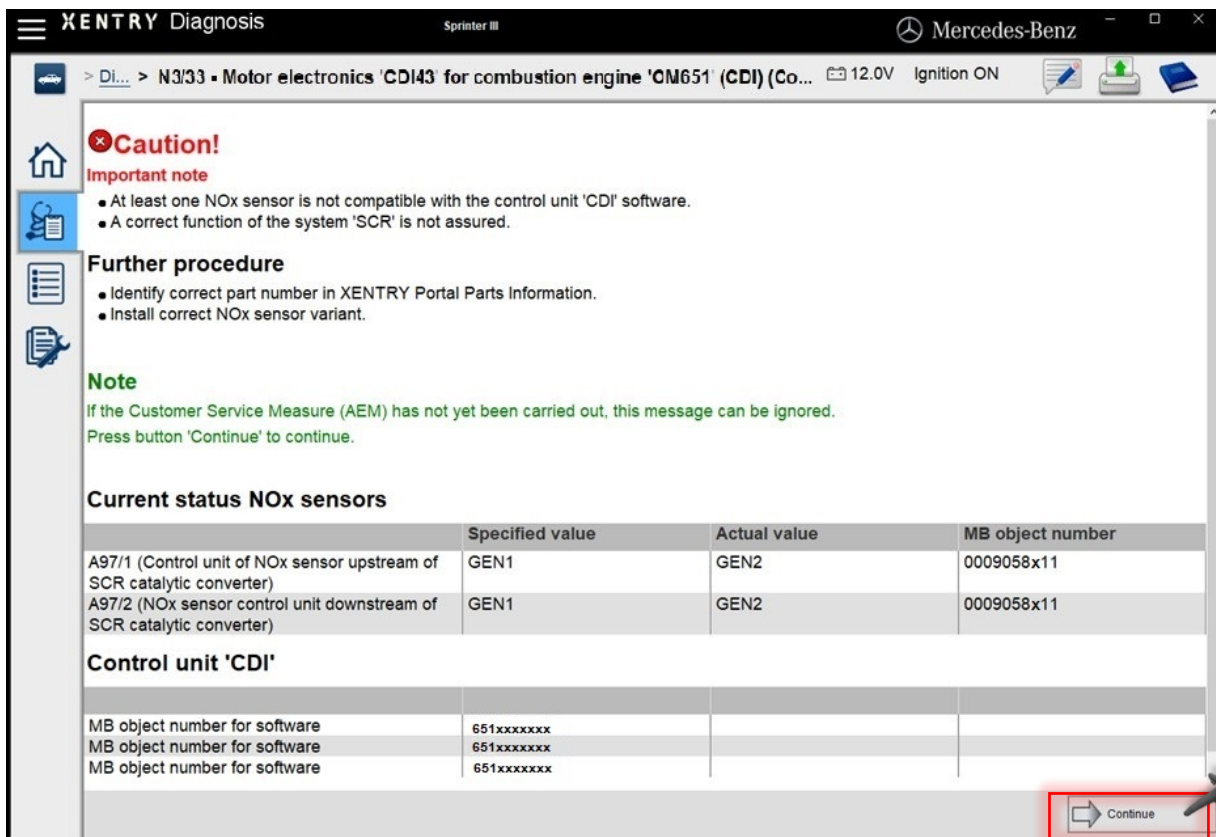 XENTRY Diagnosis
Sprinter III
Mercedes-Benz
> Di... > N3/33 - Motor electronics 'CDI43' for combustion engine 'OM651' (CDI) (Co...
12.0V
Ignition ON
Caution!
Important note
At least one NOx sensor is not compatible with the control unit 'CDI' software.
A correct function of the system 'SCR' is not assured.
Further procedure
Identify correct part number in XENTRY Portal Parts Information.
Install correct NOx sensor variant.
Note
If the Customer Service Measure (AEM) has not yet been carried out, this message can be ignored.
Press button 'Continue' to continue.
Current status NOx sensors
Specified value Actual value MB object number
A97/1 (Control unit of NOx sensor upstream of GEN1 GEN2 0009058x11
SCR catalytic converter)
A97/2 (NOx sensor control unit downstream of GEN1 GEN2 0009058x11
SCR catalytic converter)
Control unit 'CDI'
MB object number for software 651xxxxxxx
MB object number for software 651xxxxxxx
MB object number for software 651xxxxxxx
Continue